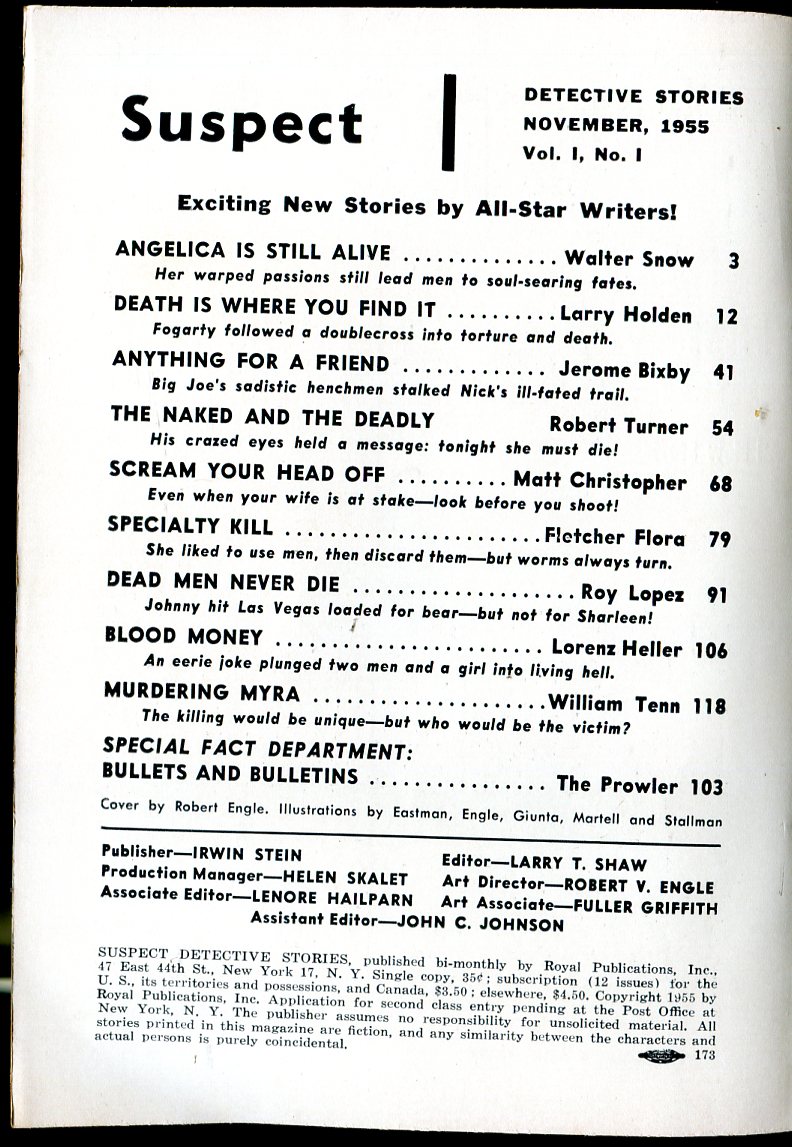 Suspect
DETECTIVE STORIES
NOVEMBER, 1955
Vol. I, No. I
Exciting New Stories by All-Star Writers!
ANGELICA IS STILL ALIVE .............. Walter Snow 3
Her warped passions still lead men to soul-searing fates.
DEATH IS WHERE YOU FIND IT .......... Larry Holden 12
Fogarty followed a doublecross into torture and death.
ANYTHING FOR A FRIEND ............. Jerome Bixby 41
Big Joe's sadistic henchmen stalked Nick's ill-fated trail.
THE NAKED AND THE DEADLY Robert Turner 54
His crazed eyes held a message: tonight she must die!
SCREAM YOUR HEAD OFF .......... Matt Christopher 68
Even when your wife is at stake—look before you shoot!
SPECIALTY KILL ....................... Fletcher Flora 79
She liked to use men, then discard them—but worms always turn.
DEAD MEN NEVER DIE .................... Roy Lopez 91
Johnny hit Las Vegas loaded for bear—but not for Sharleen!
BLOOD MONEY ........................ Lorenz Heller 106
An eerie joke plunged two men and a girl into living hell.
MURDERING MYRA .....................William Tenn 118
The killing would be unique—but who would be the victim?
SPECIAL FACT DEPARTMENT:
BULLETS AND BULLETINS ................ The Prowler 103
Cover by Robert Engle. Illustrations by Eastman, Engle, Giunta, Martell and Stallman
Publisher—IRWIN STEIN
Editor—LARRY T. SHAW
Production Manager—HELEN SKALET
Art Director—ROBERT V. ENGLE
Associate Editor—LENORE HAILPARN
Art Associate—FULLER GRIFFITH
Assistant Editor—JOHN C. JOHNSON
SUSPECT DETECTIVE STORIES, published bi-monthly by Royal Publications, Inc.,
47 East 44th St., New York 17, N. Y. Single copy, 35¢; subscription (12 issues) for the
U. S., its territories and possessions, and Canada, $3.50; elsewhere, $4.50. Copyright 1955 by
Royal Publications, Inc. Application for second class entry pending at the Post Office at
New York, N. Y. The publisher assumes no responsibility for unsolicited material. All
stories printed in this magazine are fiction, and any similarity between the characters and
actual persons is purely coincidental.
173